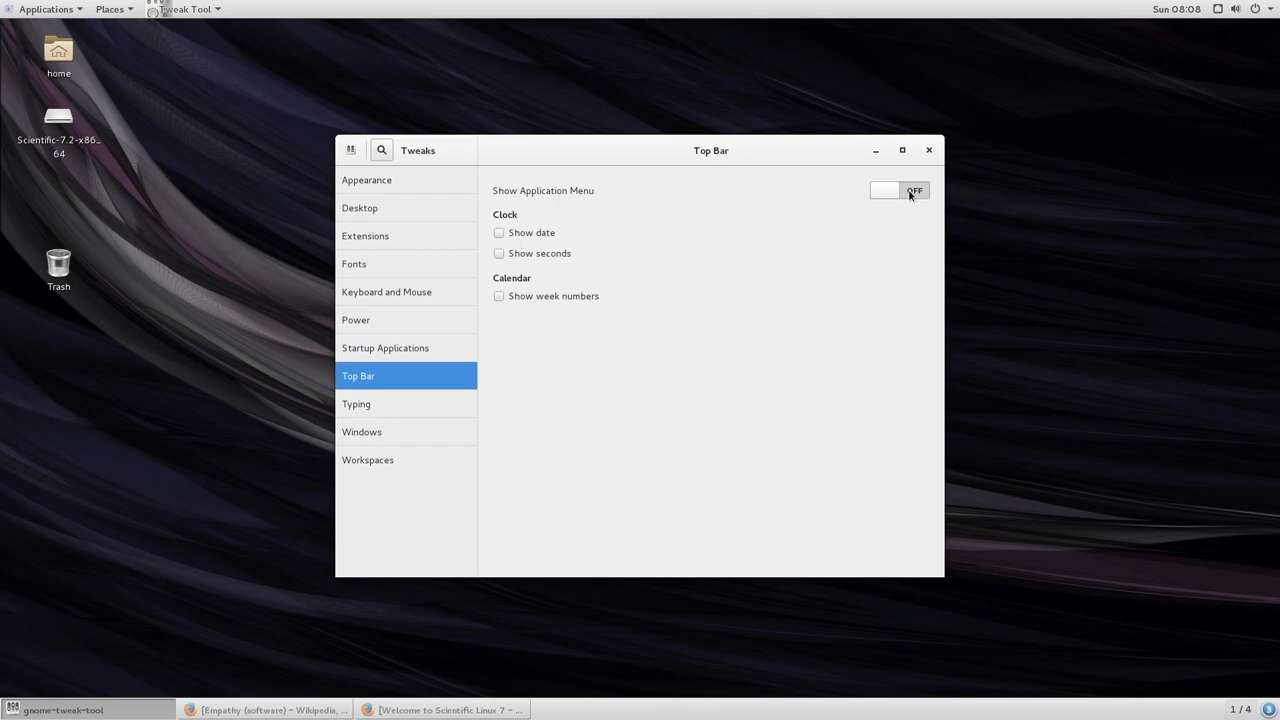 Applications
Places
Tweak Tool
Sun 08:08
home
Scientific-7.2-x86_
64
Trash
Tweaks
Top Bar
Appearance
Desktop
Extensions
Fonts
Keyboard and Mouse
Power
Startup Applications
Top Bar
Typing
Windows
Workspaces
Show Application Menu
OFF
Clock
Show date
Show seconds
Calendar
Show week numbers
gnome-tweak-tool
[Empathy (software) – Wikipedia, ...
[Welcome to Scientific Linux 7 – ...
1 / 4
3